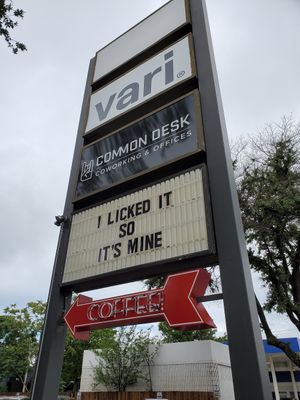 vari®
COMMON DESK
COWORKING & OFFICES
I LICKED IT
SO
IT'S MINE
COFFEE